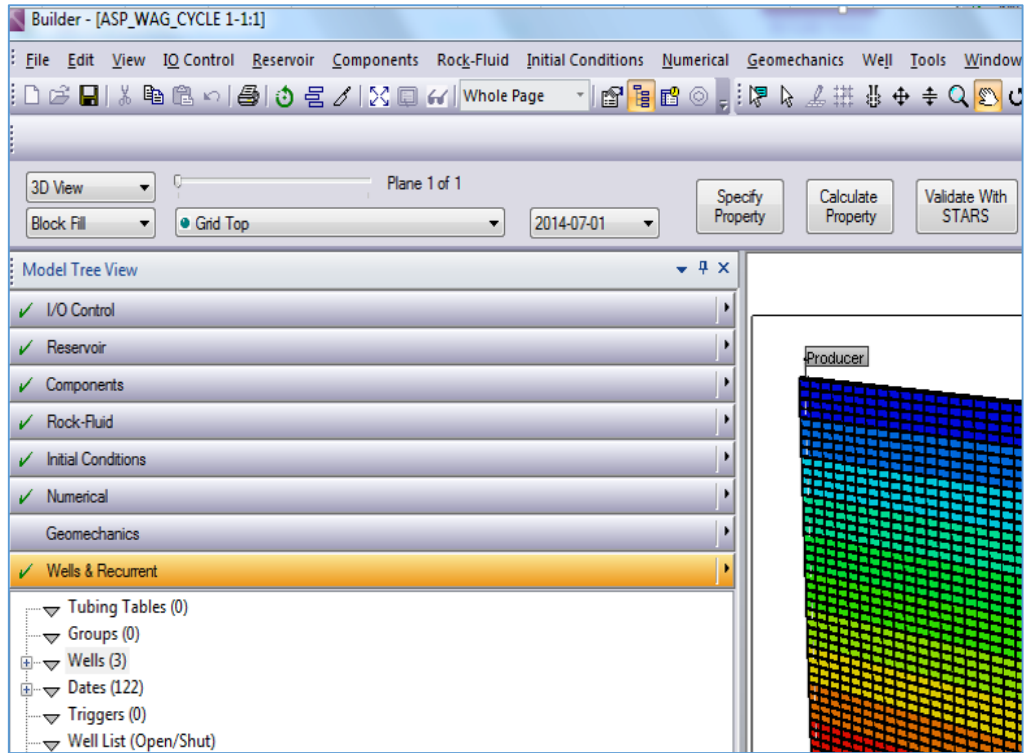 Builder - [ASP_WAG_CYCLE 1-1:1]
File Edit View IO Control Reservoir Components Rock-Fluid Initial Conditions Numerical Geomechanics Well Tools Window
Whole Page
3D View Plane 1 of 1
Block Fill Grid Top 2014-07-01
Specify Property
Calculate Property
Validate With STARS
Model Tree View
I/O Control
Reservoir
Components
Rock-Fluid
Initial Conditions
Numerical
Geomechanics
Wells & Recurrent
Tubing Tables (0)
Groups (0)
Wells (3)
Dates (122)
Triggers (0)
Well List (Open/Shut)
Producer